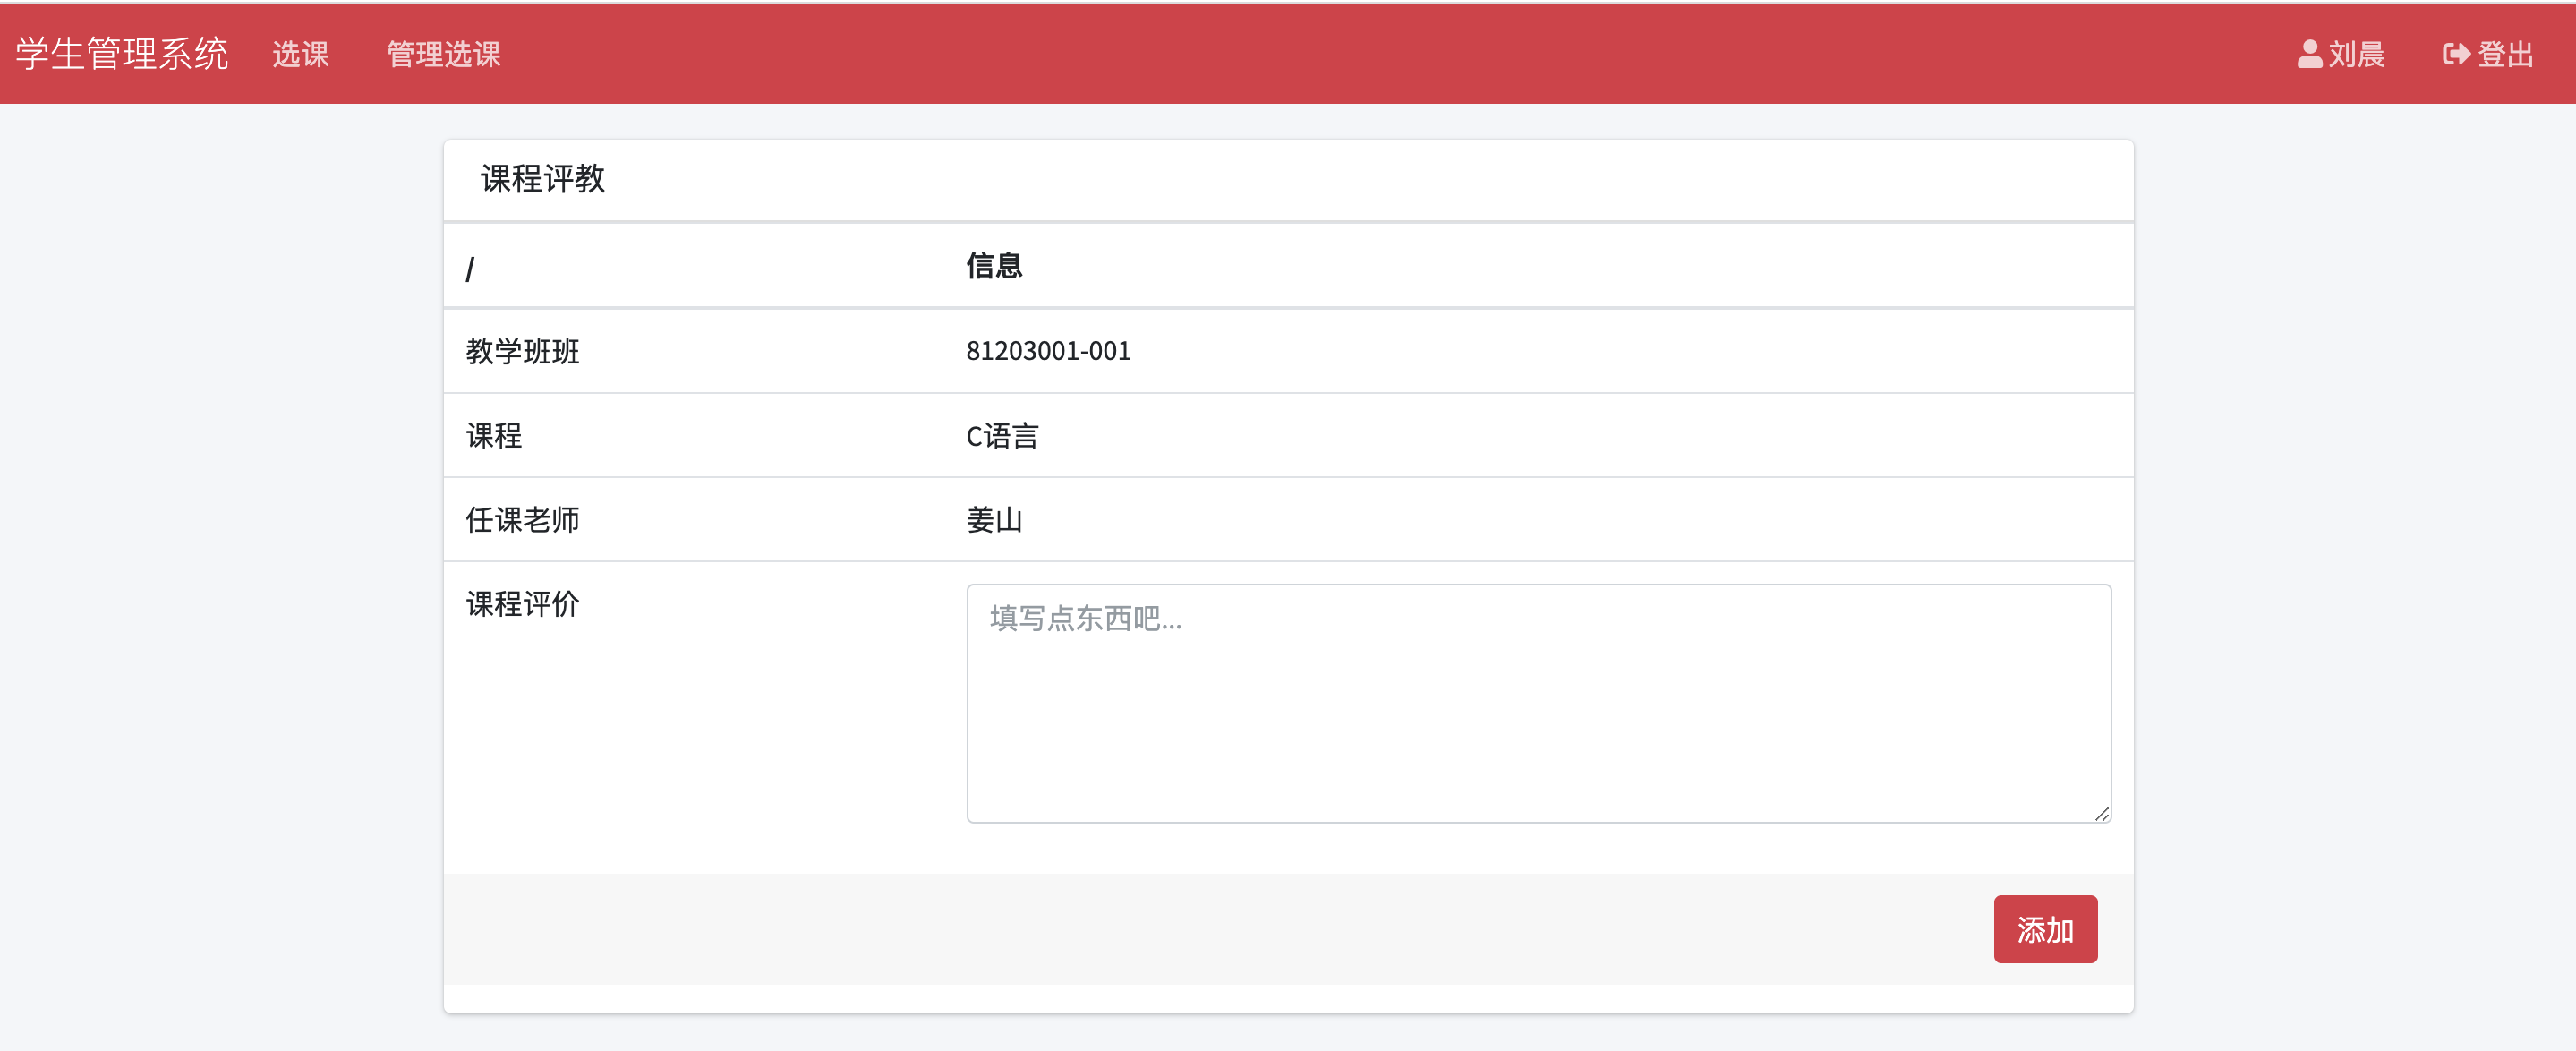 学生管理系统 选课 管理选课 刘晨 登出
课程评教
/ 信息
教学班班 81203001-001
课程 C语言
任课老师 姜山
课程评价 填写点东西吧...
添加